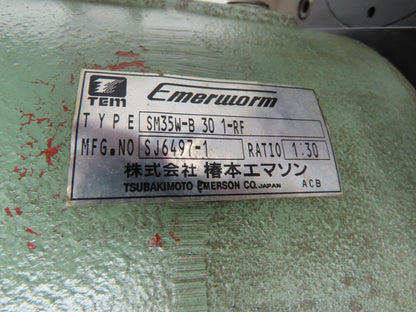 TEM Emerworm
TYPE SM35W-B 30 1-RF
MFG.NO SJ6497-1 RATIO 1:30
株式会社 椿本エマソン
TSUBAKIMOTO EMERSON CO. JAPAN ACB